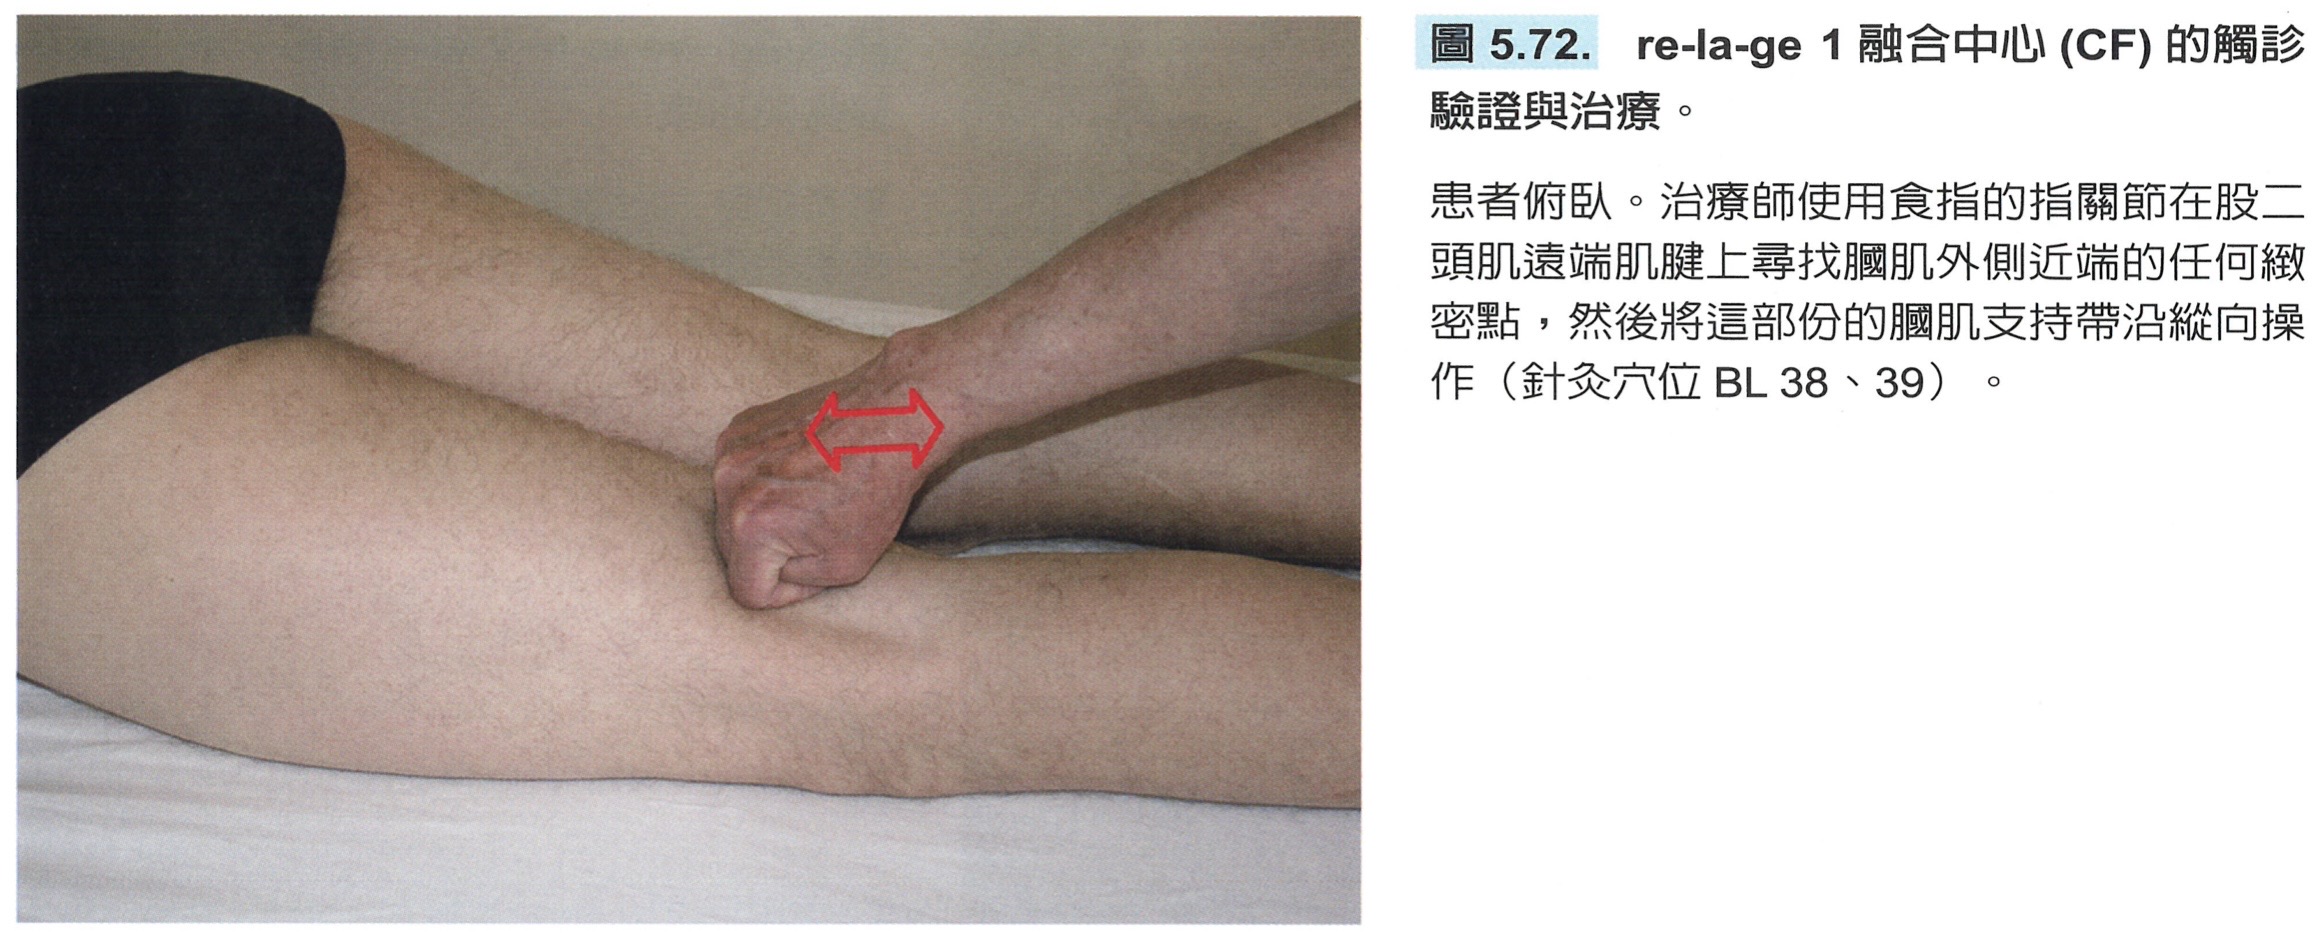 圖 5.72. re-la-ge 1 融合中心 (CF) 的觸診
驗證與治療。
患者俯臥。治療師使用食指的指關節在股二
頭肌遠端肌腱上尋找膕肌外側近端的任何緻
密點，然後將這部份的膕肌支持帶沿縱向操
作（針灸穴位 BL 38、39）。